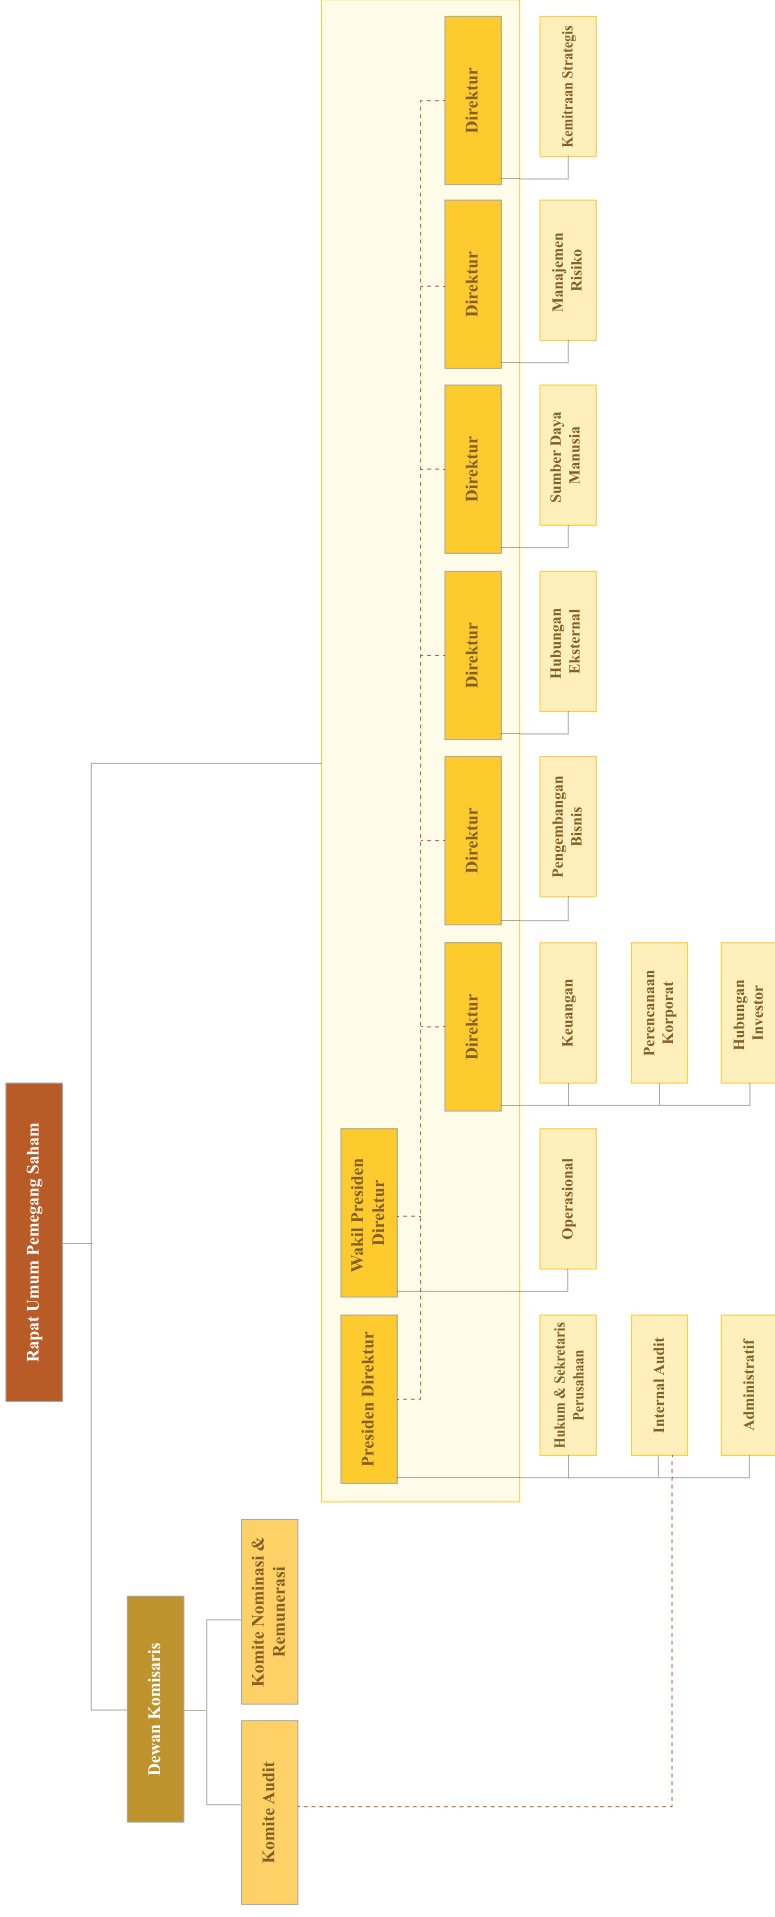 Rapat Umum Pemegang Saham
Dewan Komisaris
Komite Audit
Komite Nominasi &
Remunerasi
Presiden Direktur
Wakil Presiden
Direktur
Direktur
Direktur
Direktur
Direktur
Direktur
Direktur
Hukum & Sekretaris
Perusahaan
Operasional
Keuangan
Pengembangan
Bisnis
Hubungan
Eksternal
Sumber Daya
Manusia
Manajemen
Risiko
Kemitraan Strategis
Internal Audit
Perencanaan
Korporat
Administratif
Hubungan
Investor